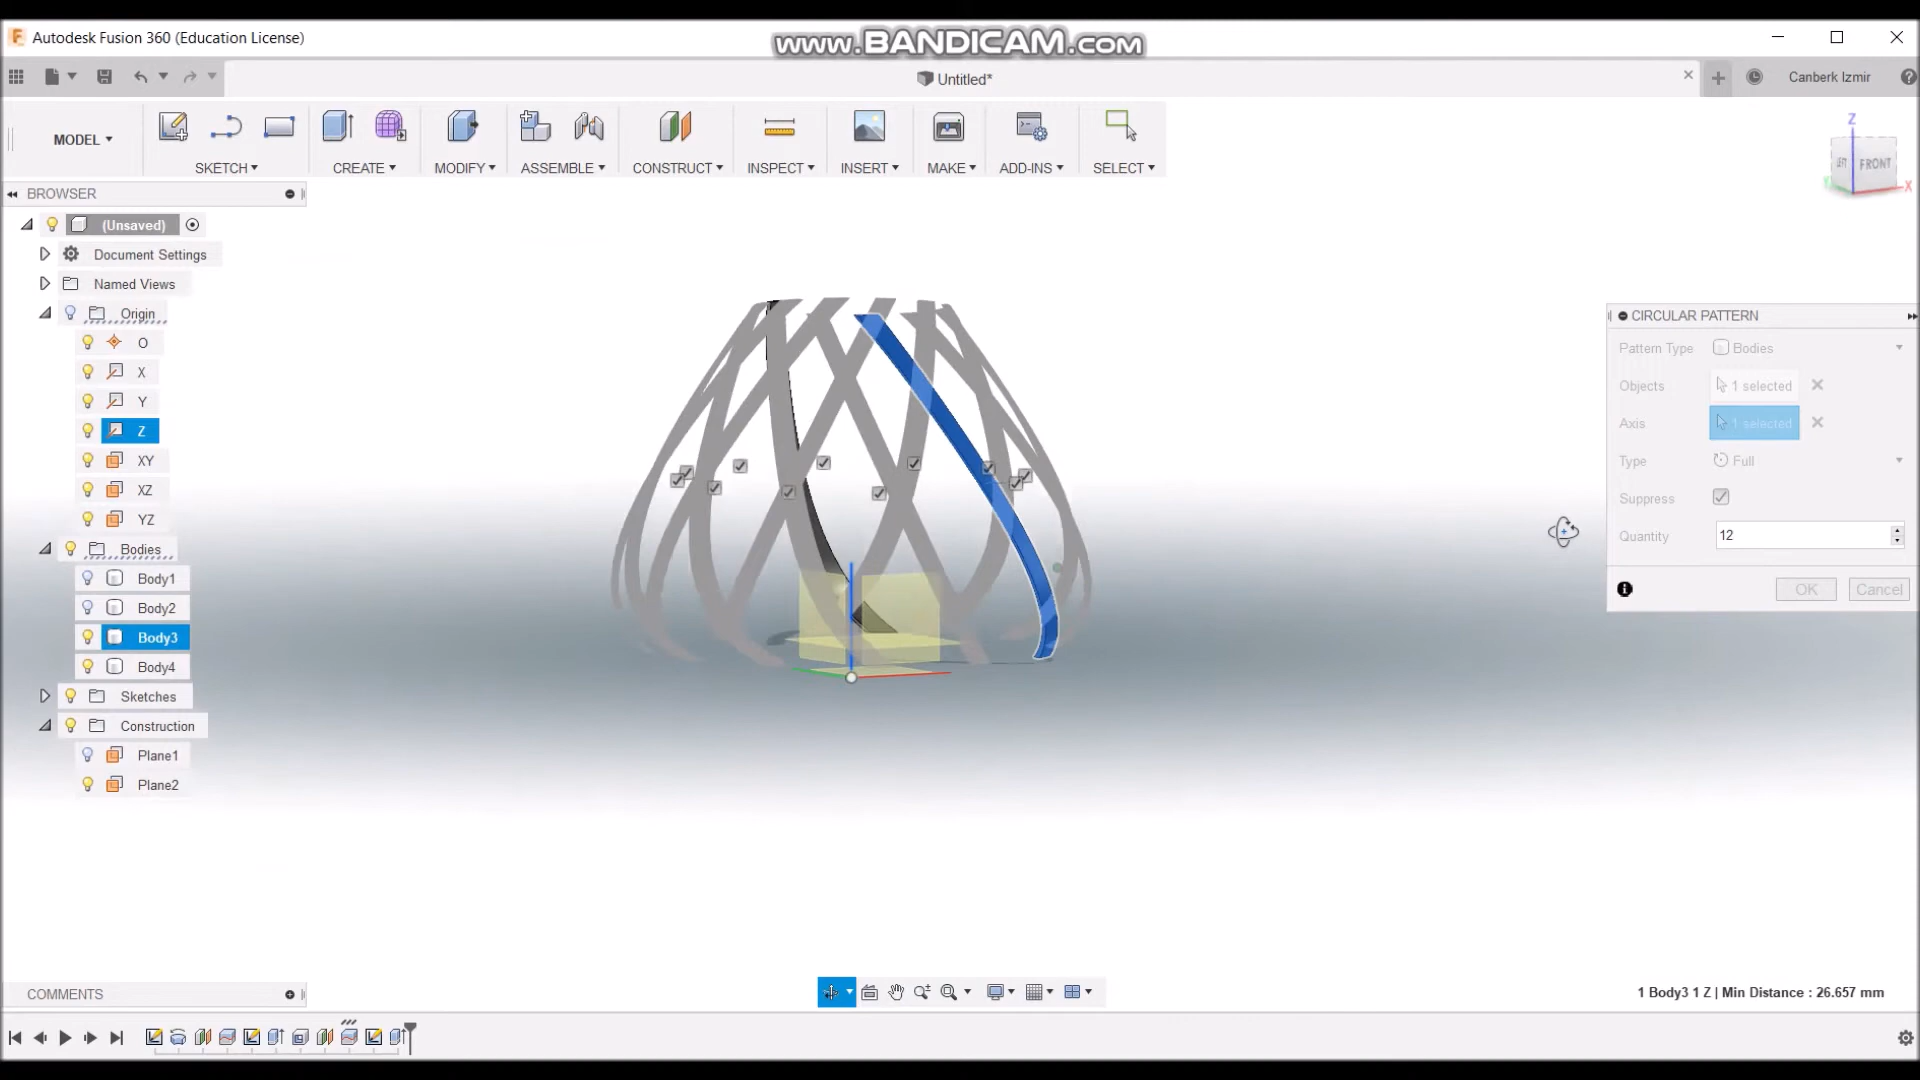 Autodesk Fusion 360 (Education License)
www.BANDICAM.com
Untitled*
Canberk Izmir
MODEL
SKETCH
CREATE
MODIFY
ASSEMBLE
CONSTRUCT
INSPECT
INSERT
MAKE
ADD-INS
SELECT
Z
LEFT
FRONT
X
Y
BROWSER
(Unsaved)
Document Settings
Named Views
Origin
O
X
Y
Z
XY
XZ
YZ
Bodies
Body1
Body2
Body3
Body4
Sketches
Construction
Plane1
Plane2
CIRCULAR PATTERN
Pattern Type Bodies
Objects 1 selected
Axis 1 selected
Type Full
Suppress
Quantity 12
OK Cancel
COMMENTS
1 Body3 1 Z | Min Distance : 26.657 mm